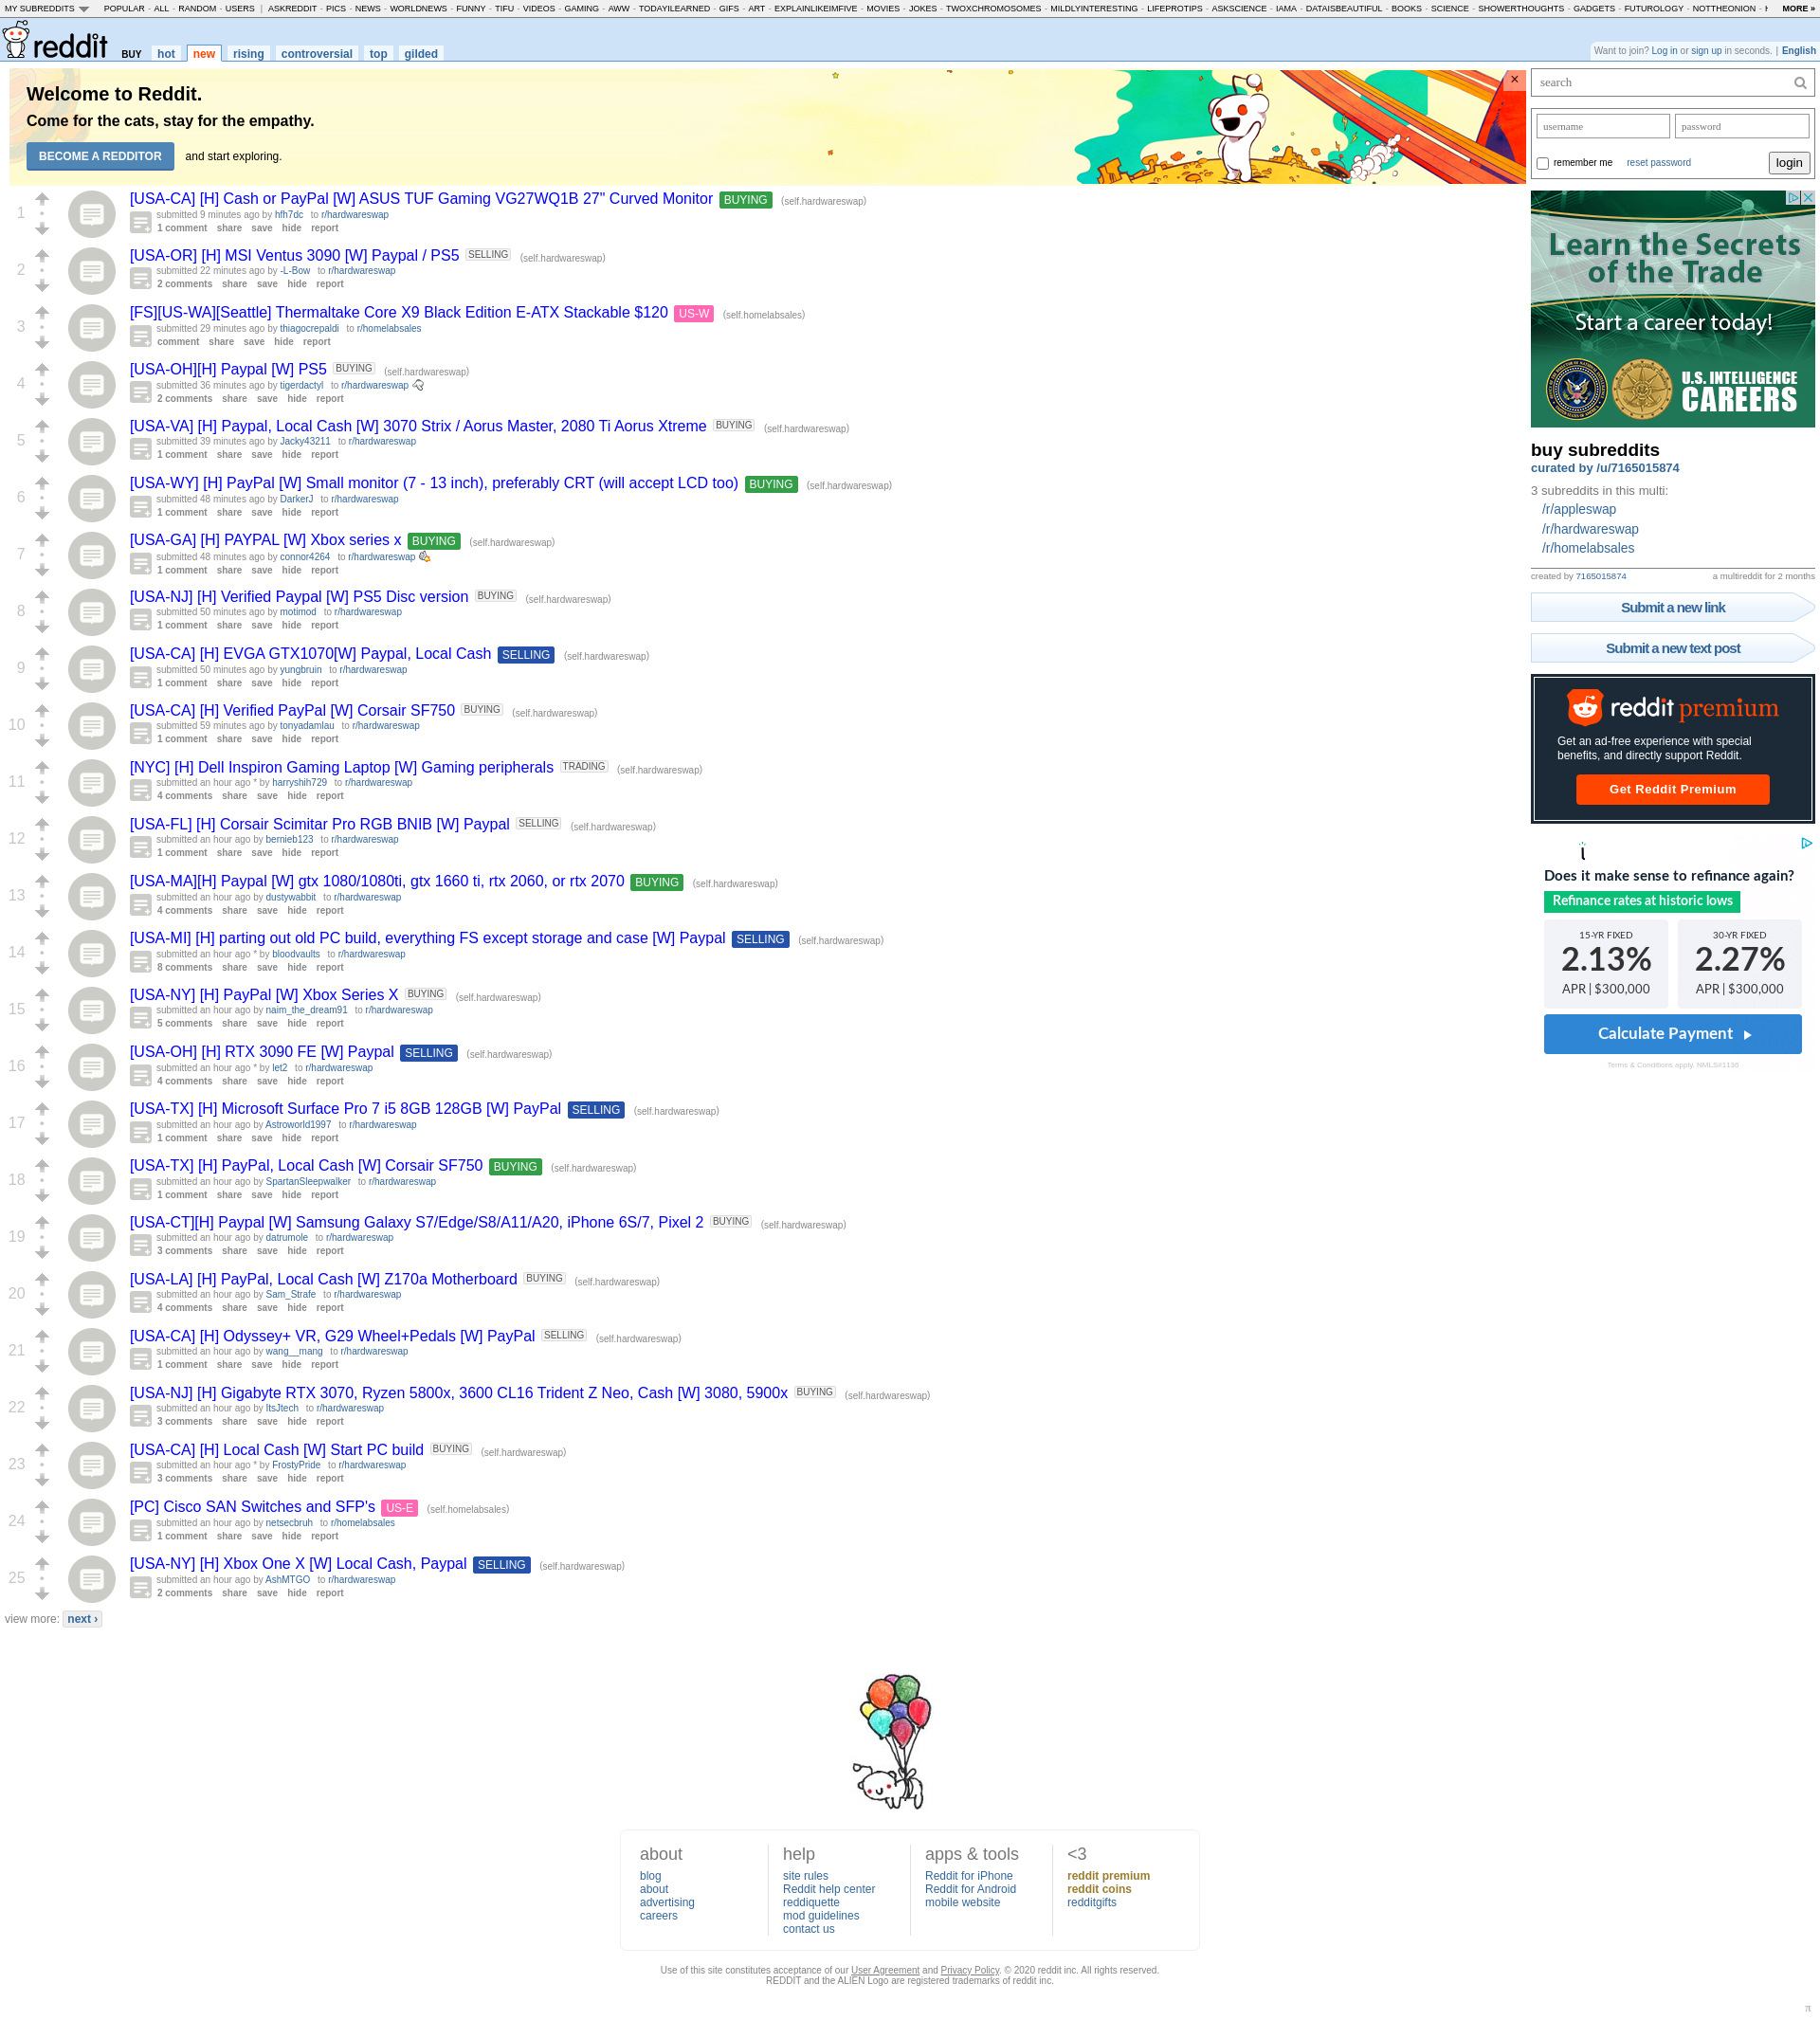 MY SUBREDDITS POPULAR - ALL - RANDOM - USERS | ASKREDDIT - PICS - NEWS - WORLDNEWS - FUNNY - TIFU - VIDEOS - GAMING - AWW - TODAYILEARNED - GIFS - ART - EXPLAINLIKEIMFIVE - MOVIES - JOKES - TWOXCHROMOSOMES - MILDLYINTERESTING - LIFEPROTIPS - ASKSCIENCE - IAMA - DATAISBEAUTIFUL - BOOKS - SCIENCE - SHOWERTHOUGHTS - GADGETS - FUTUROLOGY - NOTTHEONION - MORE »
reddit BUY hot new rising controversial top gilded
Want to join? Log in or sign up in seconds. | English
Welcome to Reddit.
Come for the cats, stay for the empathy.
BECOME A REDDITOR and start exploring.
×
1
[USA-CA] [H] Cash or PayPal [W] ASUS TUF Gaming VG27WQ1B 27" Curved Monitor BUYING (self.hardwareswap)
submitted 9 minutes ago by hfh7dc to r/hardwareswap
1 comment share save hide report
2
[USA-OR] [H] MSI Ventus 3090 [W] Paypal / PS5 SELLING (self.hardwareswap)
submitted 22 minutes ago by -L-Bow to r/hardwareswap
2 comments share save hide report
3
[FS][US-WA][Seattle] Thermaltake Core X9 Black Edition E-ATX Stackable $120 US-W (self.homelabsales)
submitted 29 minutes ago by thiagocrepaldi to r/homelabsales
comment share save hide report
4
[USA-OH][H] Paypal [W] PS5 BUYING (self.hardwareswap)
submitted 36 minutes ago by tigerdactyl to r/hardwareswap
2 comments share save hide report
5
[USA-VA] [H] Paypal, Local Cash [W] 3070 Strix / Aorus Master, 2080 Ti Aorus Xtreme BUYING (self.hardwareswap)
submitted 39 minutes ago by Jacky43211 to r/hardwareswap
1 comment share save hide report
6
[USA-WY] [H] PayPal [W] Small monitor (7 - 13 inch), preferably CRT (will accept LCD too) BUYING (self.hardwareswap)
submitted 48 minutes ago by DarkerJ to r/hardwareswap
1 comment share save hide report
7
[USA-GA] [H] PAYPAL [W] Xbox series x BUYING (self.hardwareswap)
submitted 48 minutes ago by connor4264 to r/hardwareswap
1 comment share save hide report
8
[USA-NJ] [H] Verified Paypal [W] PS5 Disc version BUYING (self.hardwareswap)
submitted 50 minutes ago by motimod to r/hardwareswap
1 comment share save hide report
9
[USA-CA] [H] EVGA GTX1070[W] Paypal, Local Cash SELLING (self.hardwareswap)
submitted 50 minutes ago by yungbruin to r/hardwareswap
1 comment share save hide report
10
[USA-CA] [H] Verified PayPal [W] Corsair SF750 BUYING (self.hardwareswap)
submitted 59 minutes ago by tonyadamlau to r/hardwareswap
1 comment share save hide report
11
[NYC] [H] Dell Inspiron Gaming Laptop [W] Gaming peripherals TRADING (self.hardwareswap)
submitted an hour ago * by harryshih729 to r/hardwareswap
4 comments share save hide report
12
[USA-FL] [H] Corsair Scimitar Pro RGB BNIB [W] Paypal SELLING (self.hardwareswap)
submitted an hour ago by bernieb123 to r/hardwareswap
1 comment share save hide report
13
[USA-MA][H] Paypal [W] gtx 1080/1080ti, gtx 1660 ti, rtx 2060, or rtx 2070 BUYING (self.hardwareswap)
submitted an hour ago by dustywabbit to r/hardwareswap
4 comments share save hide report
14
[USA-MI] [H] parting out old PC build, everything FS except storage and case [W] Paypal SELLING (self.hardwareswap)
submitted an hour ago * by bloodvaults to r/hardwareswap
8 comments share save hide report
15
[USA-NY] [H] PayPal [W] Xbox Series X BUYING (self.hardwareswap)
submitted an hour ago by naim_the_dream91 to r/hardwareswap
5 comments share save hide report
16
[USA-OH] [H] RTX 3090 FE [W] Paypal SELLING (self.hardwareswap)
submitted an hour ago * by let2 to r/hardwareswap
4 comments share save hide report
17
[USA-TX] [H] Microsoft Surface Pro 7 i5 8GB 128GB [W] PayPal SELLING (self.hardwareswap)
submitted an hour ago by Astroworld1997 to r/hardwareswap
1 comment share save hide report
18
[USA-TX] [H] PayPal, Local Cash [W] Corsair SF750 BUYING (self.hardwareswap)
submitted an hour ago by SpartanSleepwalker to r/hardwareswap
1 comment share save hide report
19
[USA-CT][H] Paypal [W] Samsung Galaxy S7/Edge/S8/A11/A20, iPhone 6S/7, Pixel 2 BUYING (self.hardwareswap)
submitted an hour ago by datrumole to r/hardwareswap
3 comments share save hide report
20
[USA-LA] [H] PayPal, Local Cash [W] Z170a Motherboard BUYING (self.hardwareswap)
submitted an hour ago by Sam_Strafe to r/hardwareswap
4 comments share save hide report
21
[USA-CA] [H] Odyssey+ VR, G29 Wheel+Pedals [W] PayPal SELLING (self.hardwareswap)
submitted an hour ago by wang__mang to r/hardwareswap
1 comment share save hide report
22
[USA-NJ] [H] Gigabyte RTX 3070, Ryzen 5800x, 3600 CL16 Trident Z Neo, Cash [W] 3080, 5900x BUYING (self.hardwareswap)
submitted an hour ago by ItsJtech to r/hardwareswap
3 comments share save hide report
23
[USA-CA] [H] Local Cash [W] Start PC build BUYING (self.hardwareswap)
submitted an hour ago * by FrostyPride to r/hardwareswap
3 comments share save hide report
24
[PC] Cisco SAN Switches and SFP's US-E (self.homelabsales)
submitted an hour ago by netsecbruh to r/homelabsales
1 comment share save hide report
25
[USA-NY] [H] Xbox One X [W] Local Cash, Paypal SELLING (self.hardwareswap)
submitted an hour ago by AshMTGO to r/hardwareswap
2 comments share save hide report
view more: next ›
search
username password
remember me reset password login
Learn the Secrets
of the Trade
Start a career today!
U.S. INTELLIGENCE
CAREERS
buy subreddits
curated by /u/7165015874
3 subreddits in this multi:
/r/appleswap
/r/hardwareswap
/r/homelabsales
created by 7165015874 a multireddit for 2 months
Submit a new link
Submit a new text post
reddit premium
Get an ad-free experience with special
benefits, and directly support Reddit.
Get Reddit Premium
Does it make sense to refinance again?
Refinance rates at historic lows
15-YR FIXED 30-YR FIXED
2.13% 2.27%
APR | $300,000 APR | $300,000
Calculate Payment
Terms & Conditions apply. NMLS#1136
about help apps & tools <3
blog site rules Reddit for iPhone reddit premium
about Reddit help center Reddit for Android reddit coins
advertising reddiquette mobile website redditgifts
careers mod guidelines
contact us
Use of this site constitutes acceptance of our User Agreement and Privacy Policy. © 2020 reddit inc. All rights reserved.
REDDIT and the ALIEN Logo are registered trademarks of reddit inc.
π